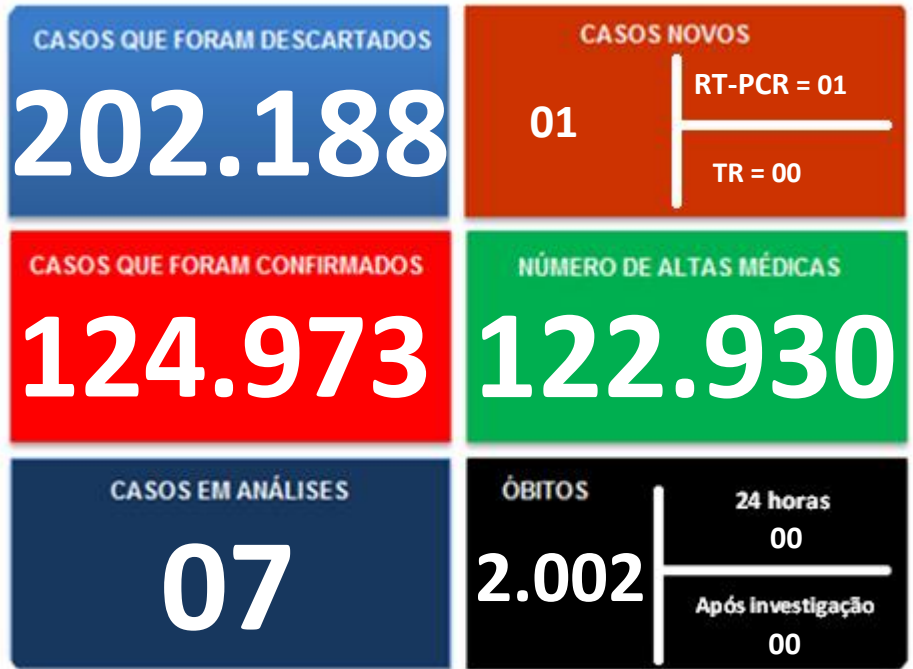 CASOS QUE FORAM DESCARTADOS
202.188
CASOS NOVOS
01
RT-PCR = 01
TR = 00
CASOS QUE FORAM CONFIRMADOS
124.973
NÚMERO DE ALTAS MÉDICAS
122.930
CASOS EM ANÁLISES
07
ÓBITOS
2.002
24 horas
00
Após investigação
00